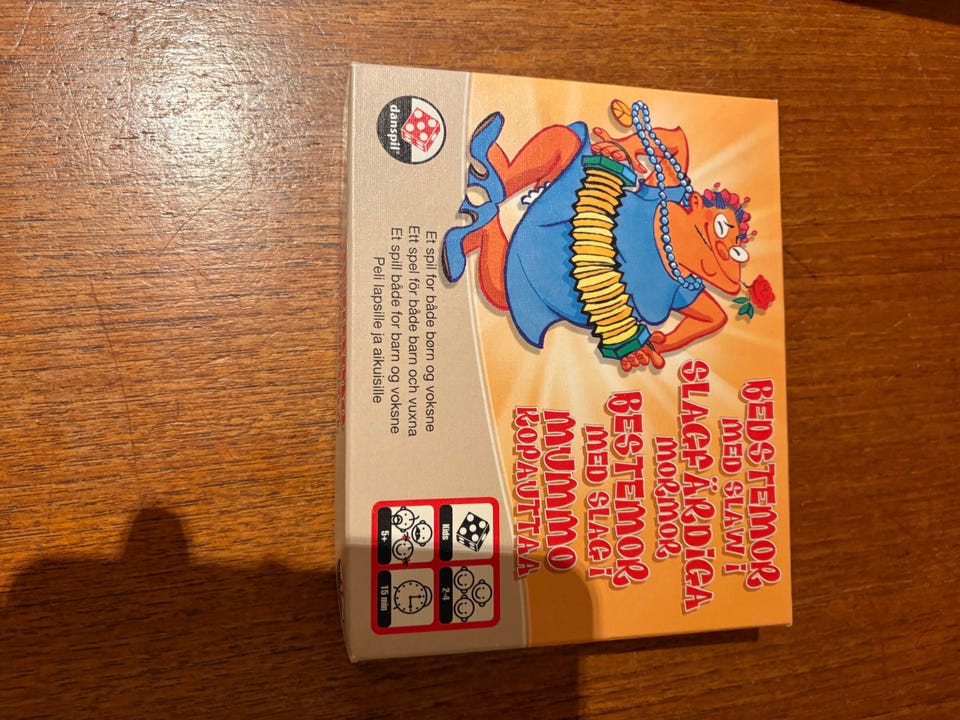 BEDSTEMOR
MED SLAW I
SLAGFÄRDIGA
MORMOR
BESTEMOR
MED SLAG I
MUMMO
KOPAUTTAA
danspil
Et spil for både børn og voksne
Ett spel för både barn och vuxna
Et spill både for barn og voksne
Peli lapsille ja aikuisille
Kids
2-4
5+
15 min